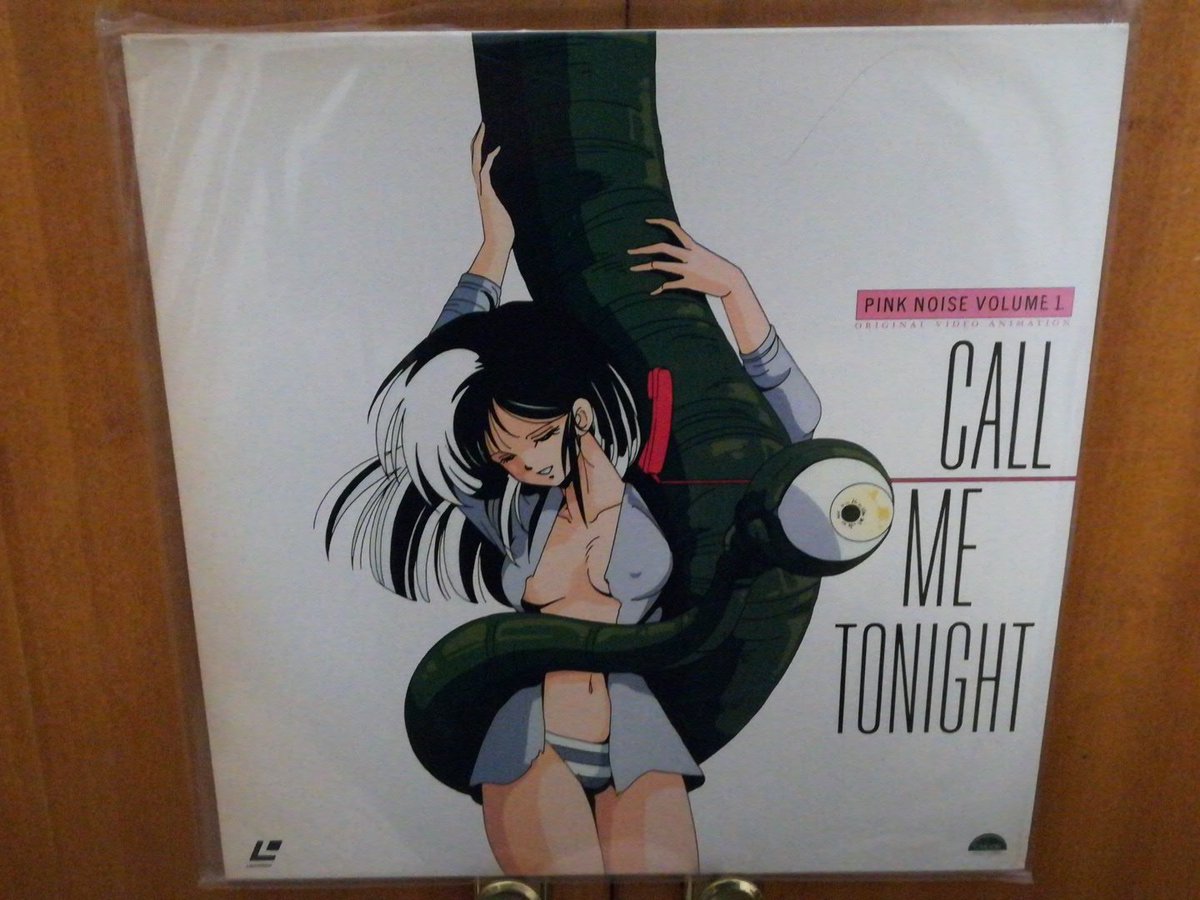 PINK NOISE VOLUME 1.
ORIGINAL VIDEO ANIMATION
CALL
ME
TONIGHT